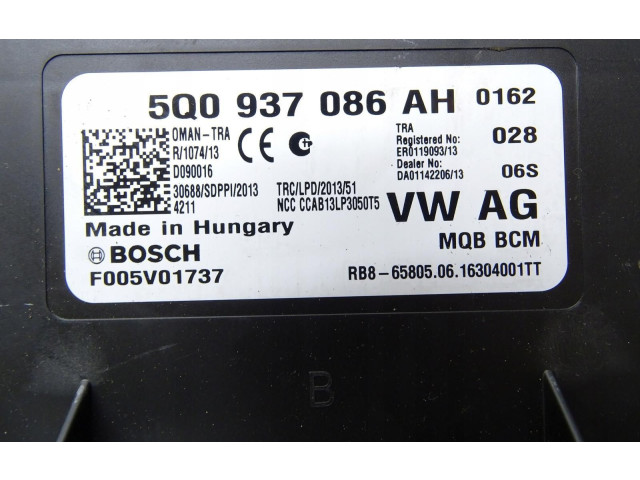 5Q0 937 086 AH 0162
OMAN-TRA
R/1074/13
D090016
CE
TRA
Registered No:
ER0119093/13
Dealer No:
DA01142206/13
028
06S
30688/SDPPI/2013
4211
TRC/LPD/2013/51
NCC CCAB13LP3050T5
VW AG
Made in Hungary
BOSCH
MQB BCM
F005V01737
RB8-65805.06.16304001TT
B